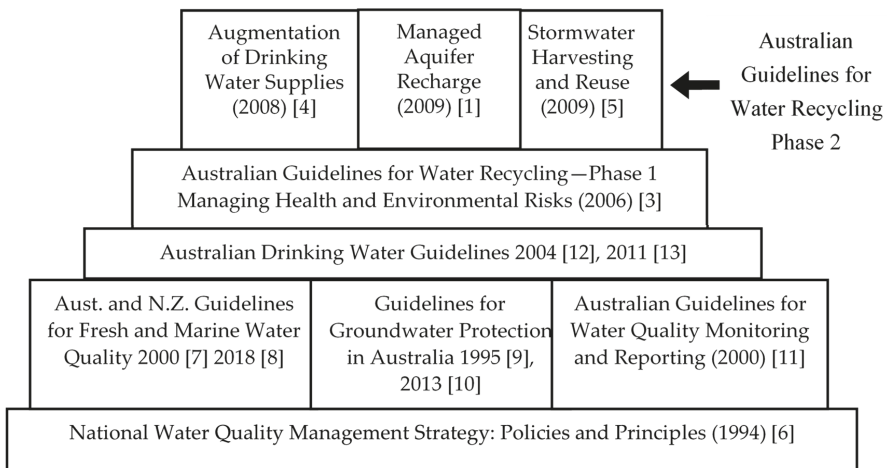 Augmentation
of Drinking
Water Supplies
(2008) [4]
Managed
Aquifer
Recharge
(2009) [1]
Stormwater
Harvesting
and Reuse
(2009) [5]
Australian
Guidelines for
Water Recycling
Phase 2
Australian Guidelines for Water Recycling—Phase 1
Managing Health and Environmental Risks (2006) [3]
Australian Drinking Water Guidelines 2004 [12], 2011 [13]
Aust. and N.Z. Guidelines
for Fresh and Marine Water
Quality 2000 [7] 2018 [8]
Guidelines for
Groundwater Protection
in Australia 1995 [9],
2013 [10]
Australian Guidelines for
Water Quality Monitoring
and Reporting (2000) [11]
National Water Quality Management Strategy: Policies and Principles (1994) [6]